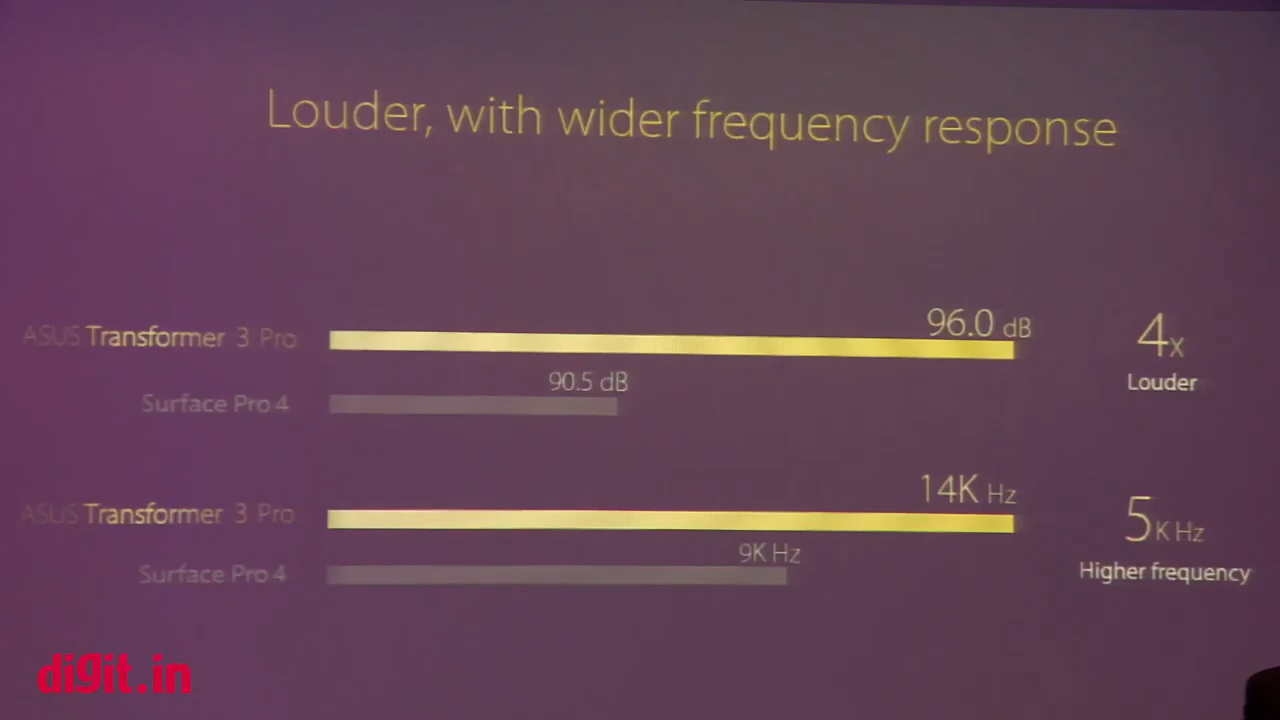 Louder, with wider frequency response
ASUS Transformer 3 Pro 96.0 dB
4x
Louder
Surface Pro 4 90.5 dB
ASUS Transformer 3 Pro 14K Hz
5K Hz
Higher frequency
Surface Pro 4 9K Hz
digit.in